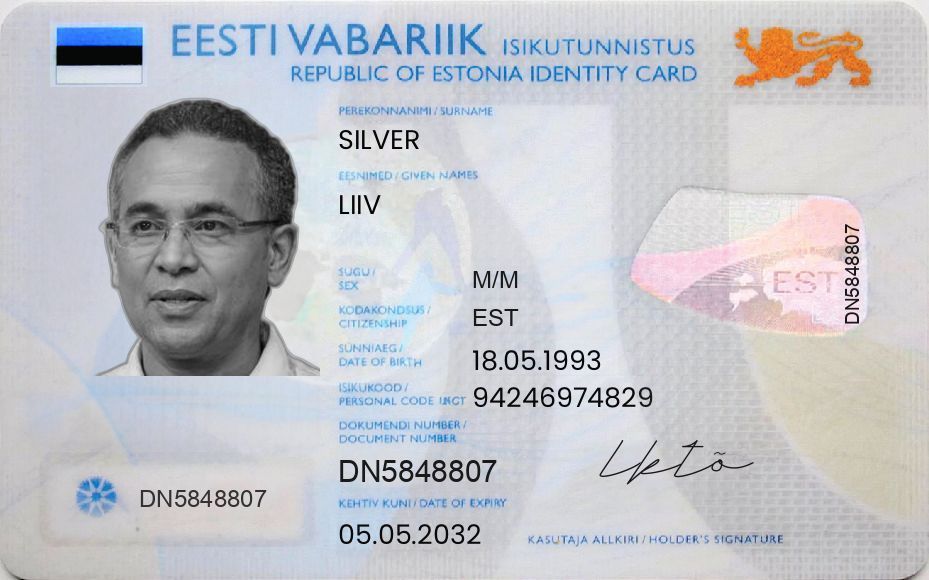 EESTI VABARIIK ISIKUTUNNISTUS
REPUBLIC OF ESTONIA IDENTITY CARD
PEREKONNANIMI / SURNAME
SILVER
EESNIMED / GIVEN NAMES
LIIV
SUGU /
SEX
M/M
KODAKONDSUS /
CITIZENSHIP
EST
SÜNNIAEG /
DATE OF BIRTH
18.05.1993
ISIKUKOOD /
PERSONAL CODE
94246974829
DOKUMENDI NUMBER /
DOCUMENT NUMBER
DN5848807
KEHTIV KUNI / DATE OF EXPIRY
05.05.2032
DN5848807
EST
DN5848807
KASUTAJA ALLKIRI / HOLDER'S SIGNATURE